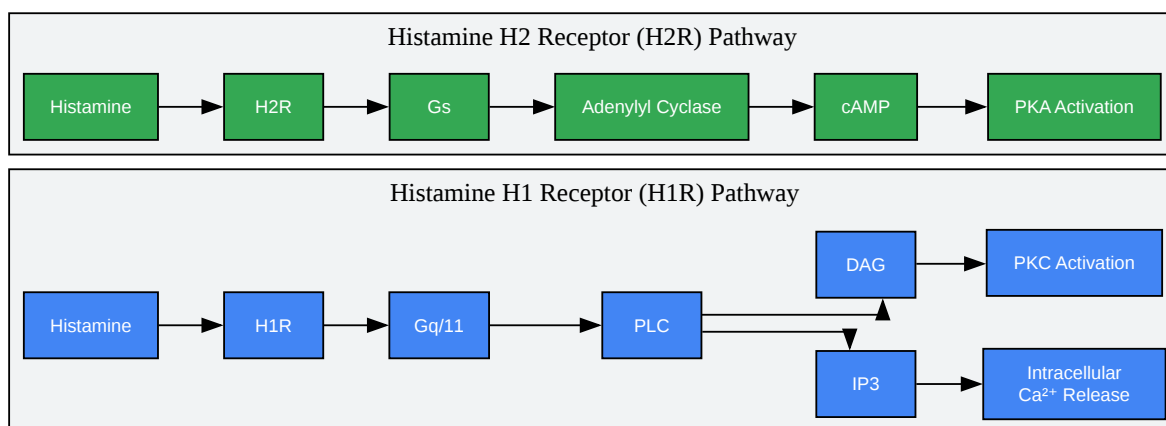 Histamine H2 Receptor (H2R) Pathway
Histamine
H2R
Gs
Adenylyl Cyclase
cAMP
PKA Activation
Histamine H1 Receptor (H1R) Pathway
Histamine
H1R
Gq/11
PLC
DAG
PKC Activation
IP3
Intracellular
Ca²⁺ Release